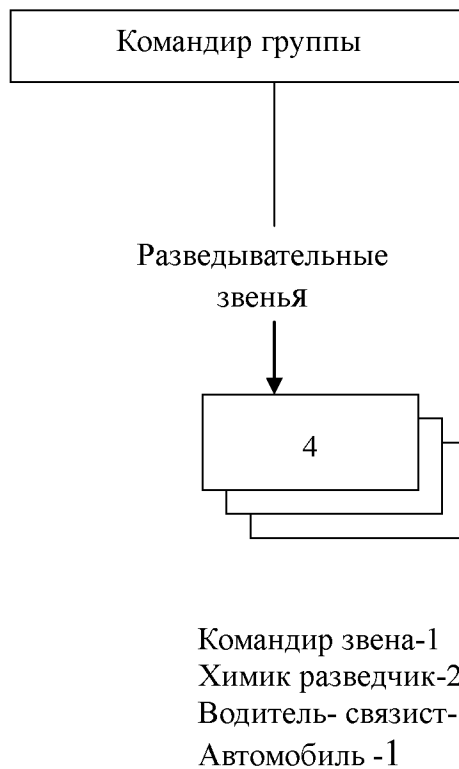 Командир группы
Разведывательные
звенья
4
Командир звена-1
Химик разведчик-2
Водитель- связист-
Автомобиль -1